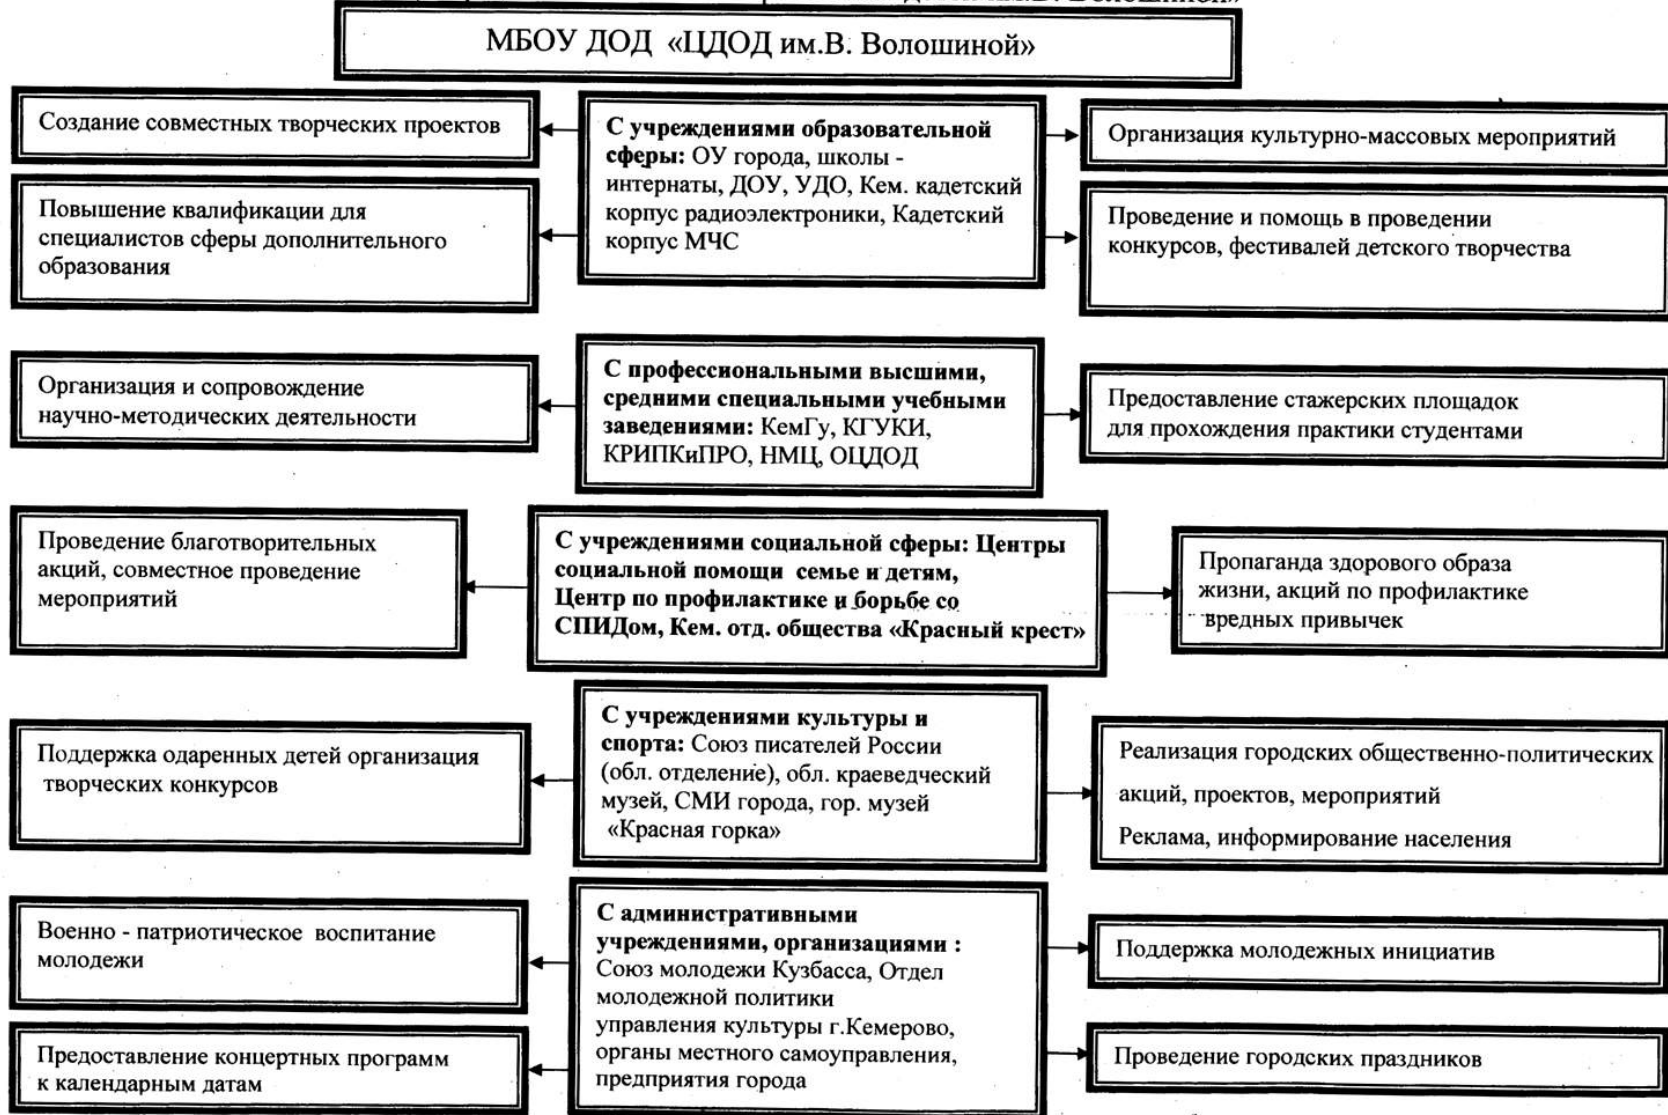 МБОУ ДОД «ЦДОД им.В. Волошиной»
Создание совместных творческих проектов
С учреждениями образовательной
сферы: ОУ города, школы -
интернаты, ДОУ, УДО, Кем. кадетский
корпус радиоэлектроники, Кадетский
корпус МЧС
Организация культурно-массовых мероприятий
Повышение квалификации для
специалистов сферы дополнительного
образования
Проведение и помощь в проведении
конкурсов, фестивалей детского творчества
Организация и сопровождение
научно-методических деятельности
С профессиональными высшими,
средними специальными учебными
заведениями: КемГу, КГУКИ,
КРИПКиПРО, НМЦ, ОЦДОД
Предоставление стажерских площадок
для прохождения практики студентами
Проведение благотворительных
акций, совместное проведение
мероприятий
С учреждениями социальной сферы: Центры
социальной помощи семье и детям,
Центр по профилактике и борьбе со
СПИДом, Кем. отд. общества «Красный крест»
Пропаганда здорового образа
жизни, акций по профилактике
вредных привычек
Поддержка одаренных детей организация
творческих конкурсов
С учреждениями культуры и
спорта: Союз писателей России
(обл. отделение), обл. краеведческий
музей, СМИ города, гор. музей
«Красная горка»
Реализация городских общественно-политических
акций, проектов, мероприятий
Реклама, информирование населения
Военно - патриотическое воспитание
молодежи
С административными
учреждениями, организациями :
Союз молодежи Кузбасса, Отдел
молодежной политики
управления культуры г.Кемерово,
органы местного самоуправления,
предприятия города
Поддержка молодежных инициатив
Предоставление концертных программ
к календарным датам
Проведение городских праздников